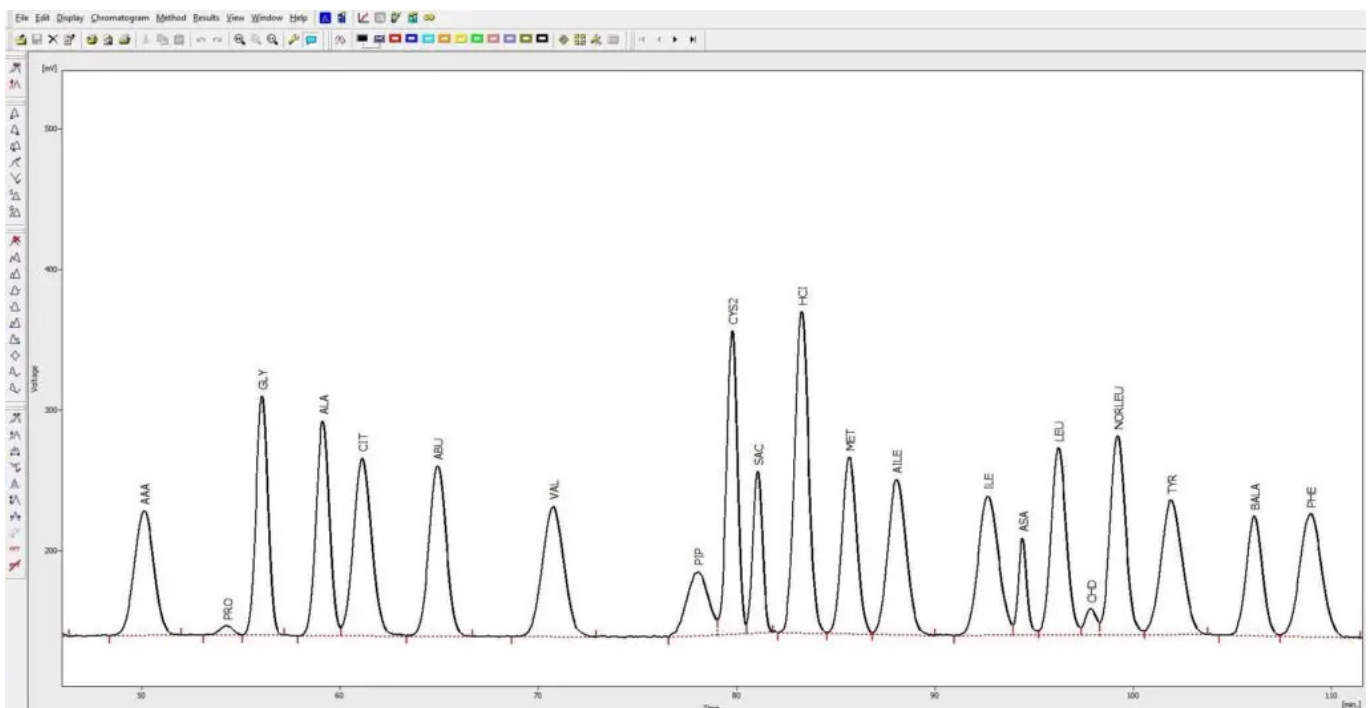 File Edit Display Chromatogram Method Results View Window Help
[mV]
500
400
300
200
Voltage
AAA
PRO
GLY
ALA
CIT
ABU
VAL
PIP
CYS2
SAC
HCI
MET
AILE
ILE
ASA
LEU
CHD
NORLEU
TYR
BALA
PHE
50 60 70 80 90 100 110
Time
[min.]